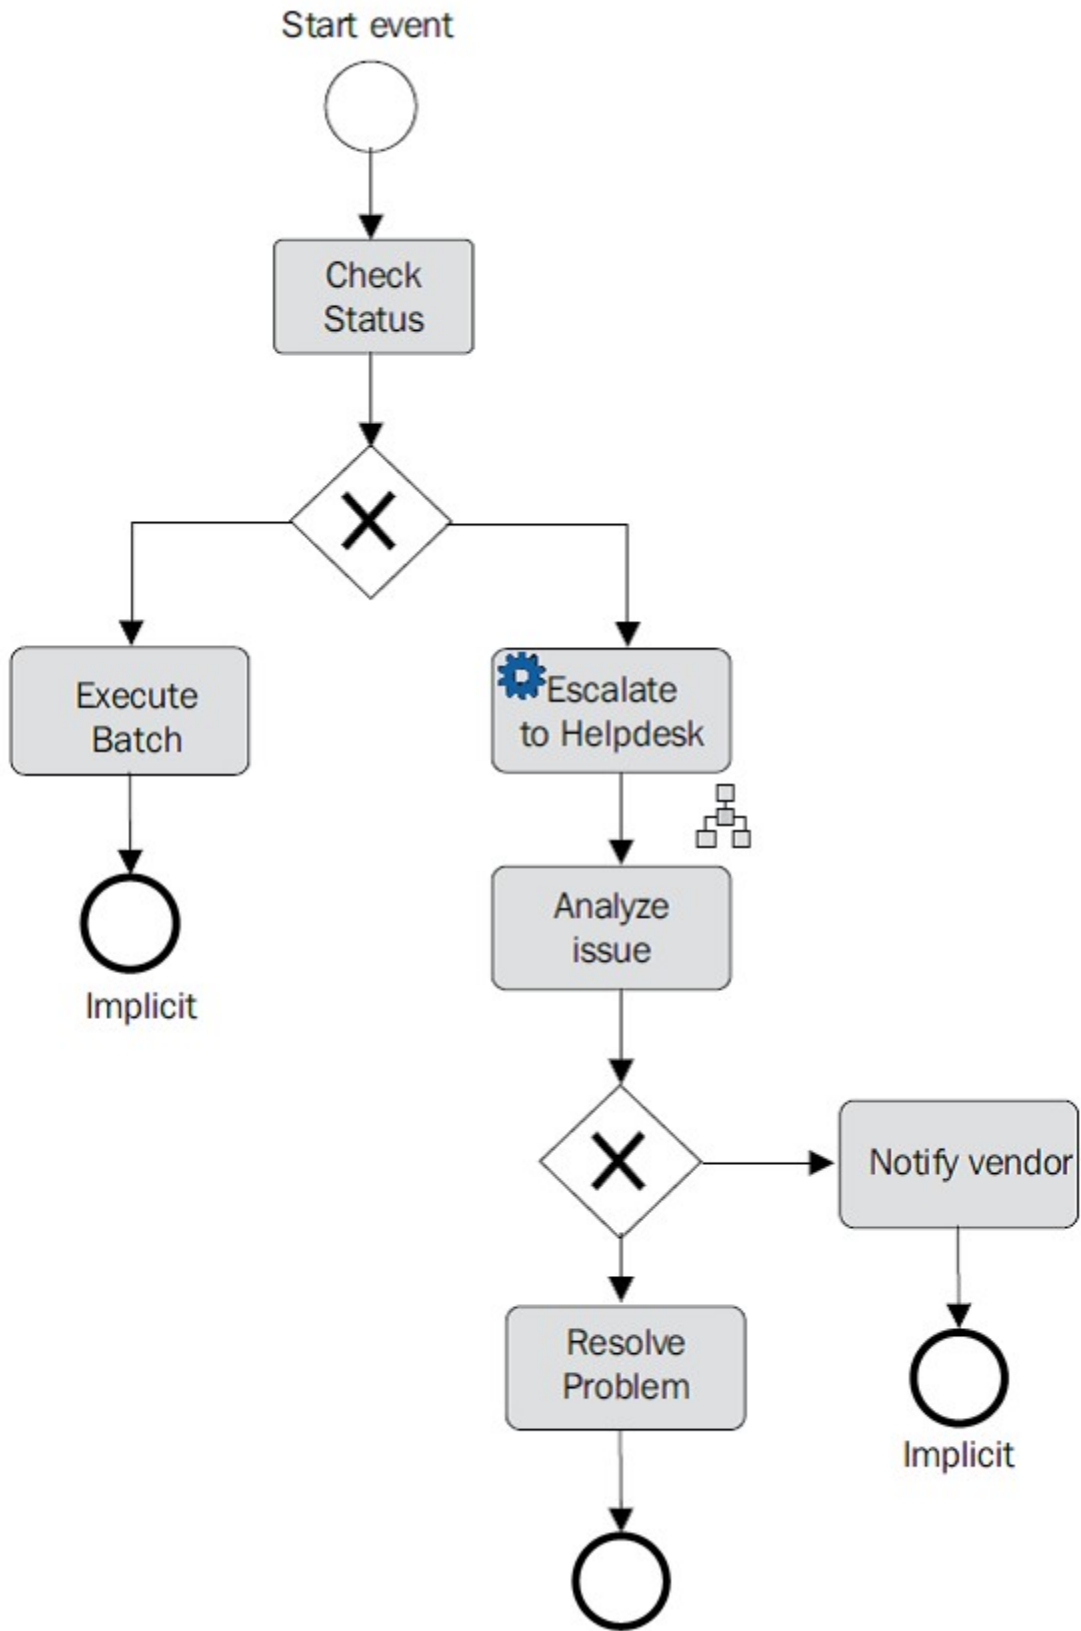 Start event
Check
Status
Execute
Batch
Escalate
to Helpdesk
Implicit
Analyze
issue
Notify vendor
Resolve
Problem
Implicit